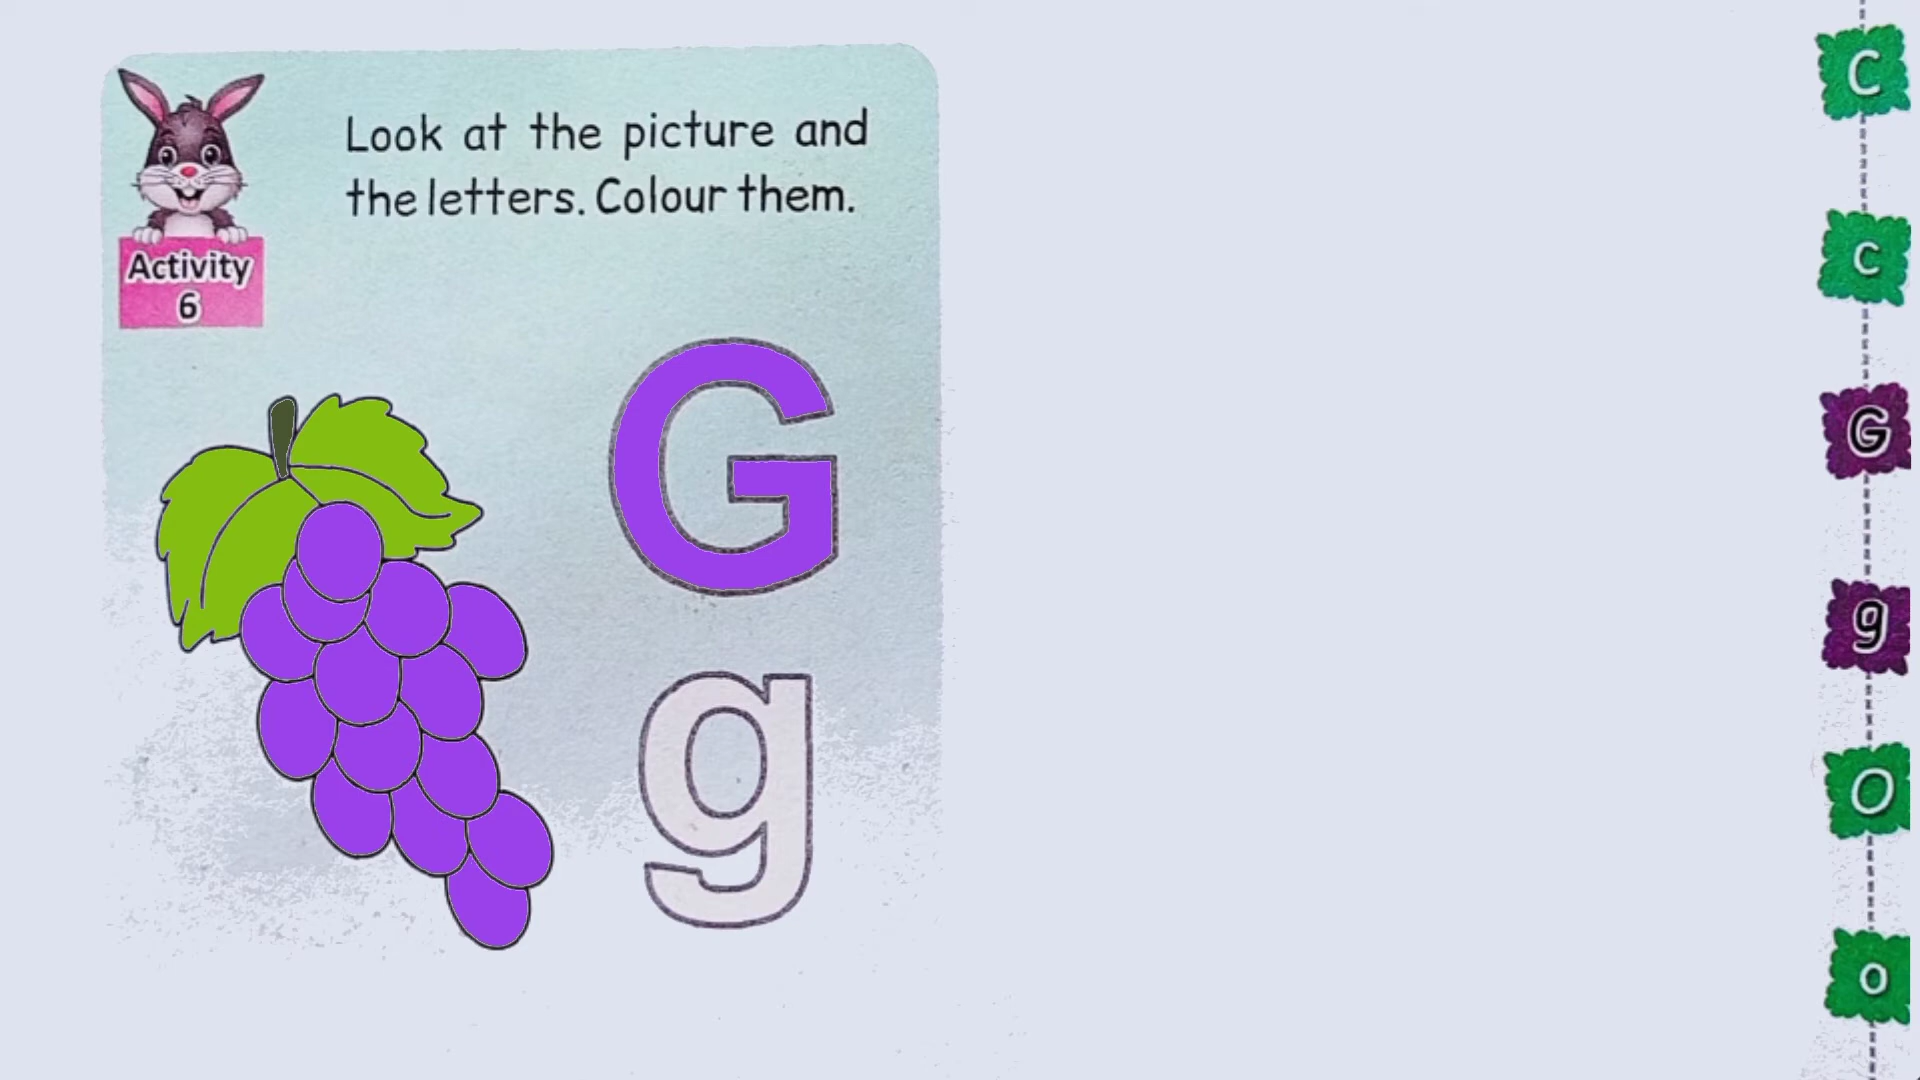 Look at the picture and
the letters. Colour them.
Activity
6
G
g
C
c
G
g
O
o